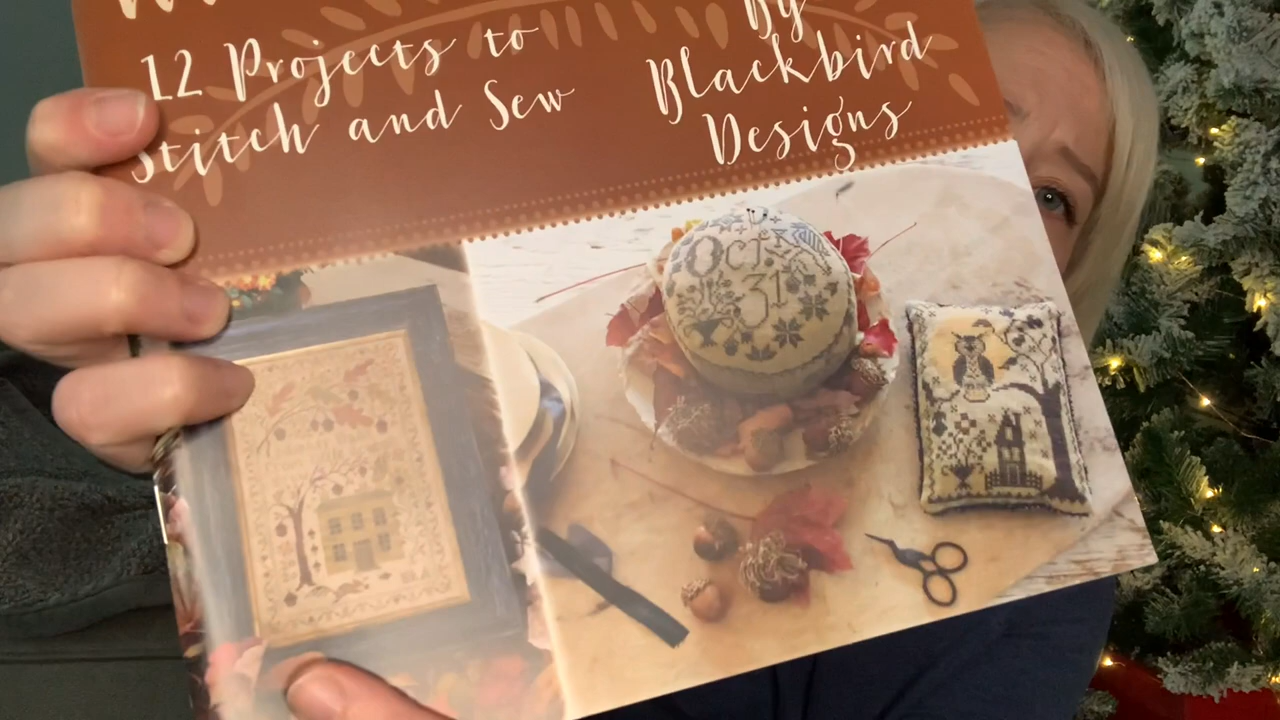 12 Projects to
Stitch and Sew
By
Blackbird
Designs
Oct.
31